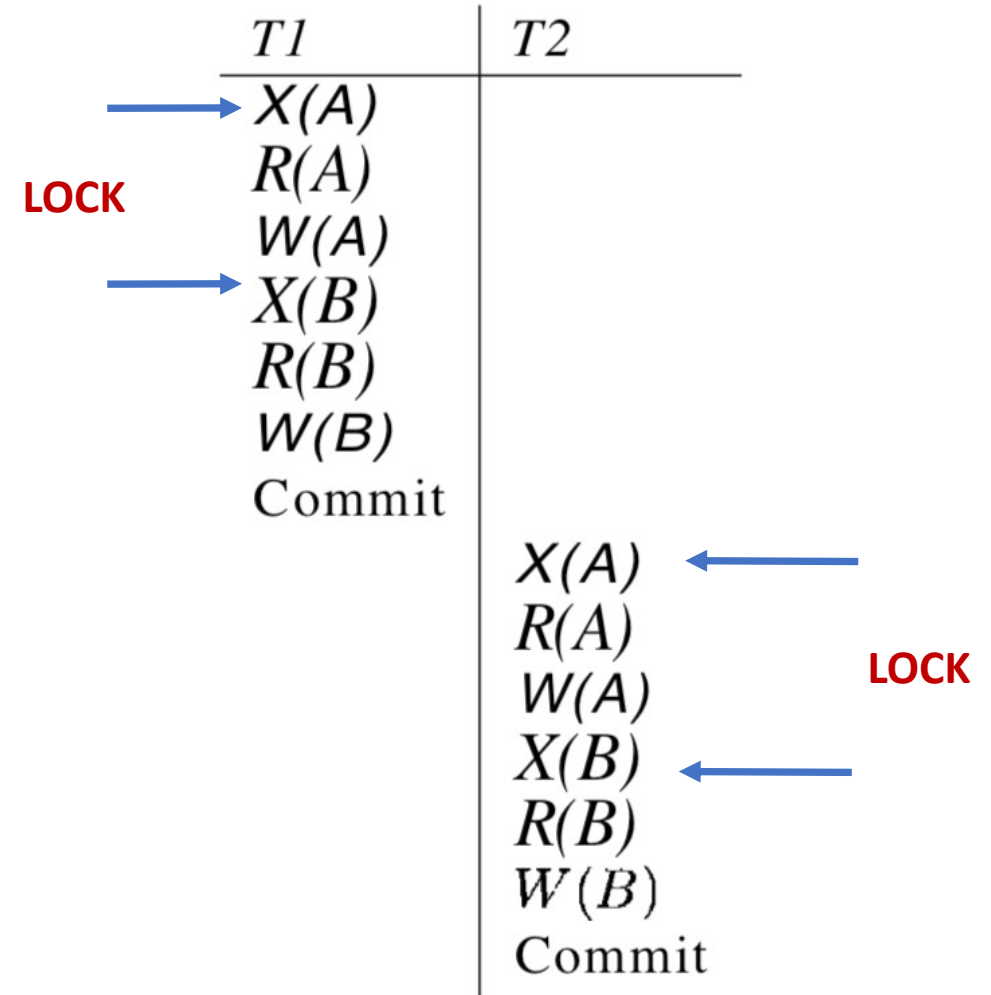 T1 T2
X(A)
R(A)
LOCK
W(A)
X(B)
R(B)
W(B)
Commit
X(A)
R(A)
LOCK
W(A)
X(B)
R(B)
W(B)
Commit